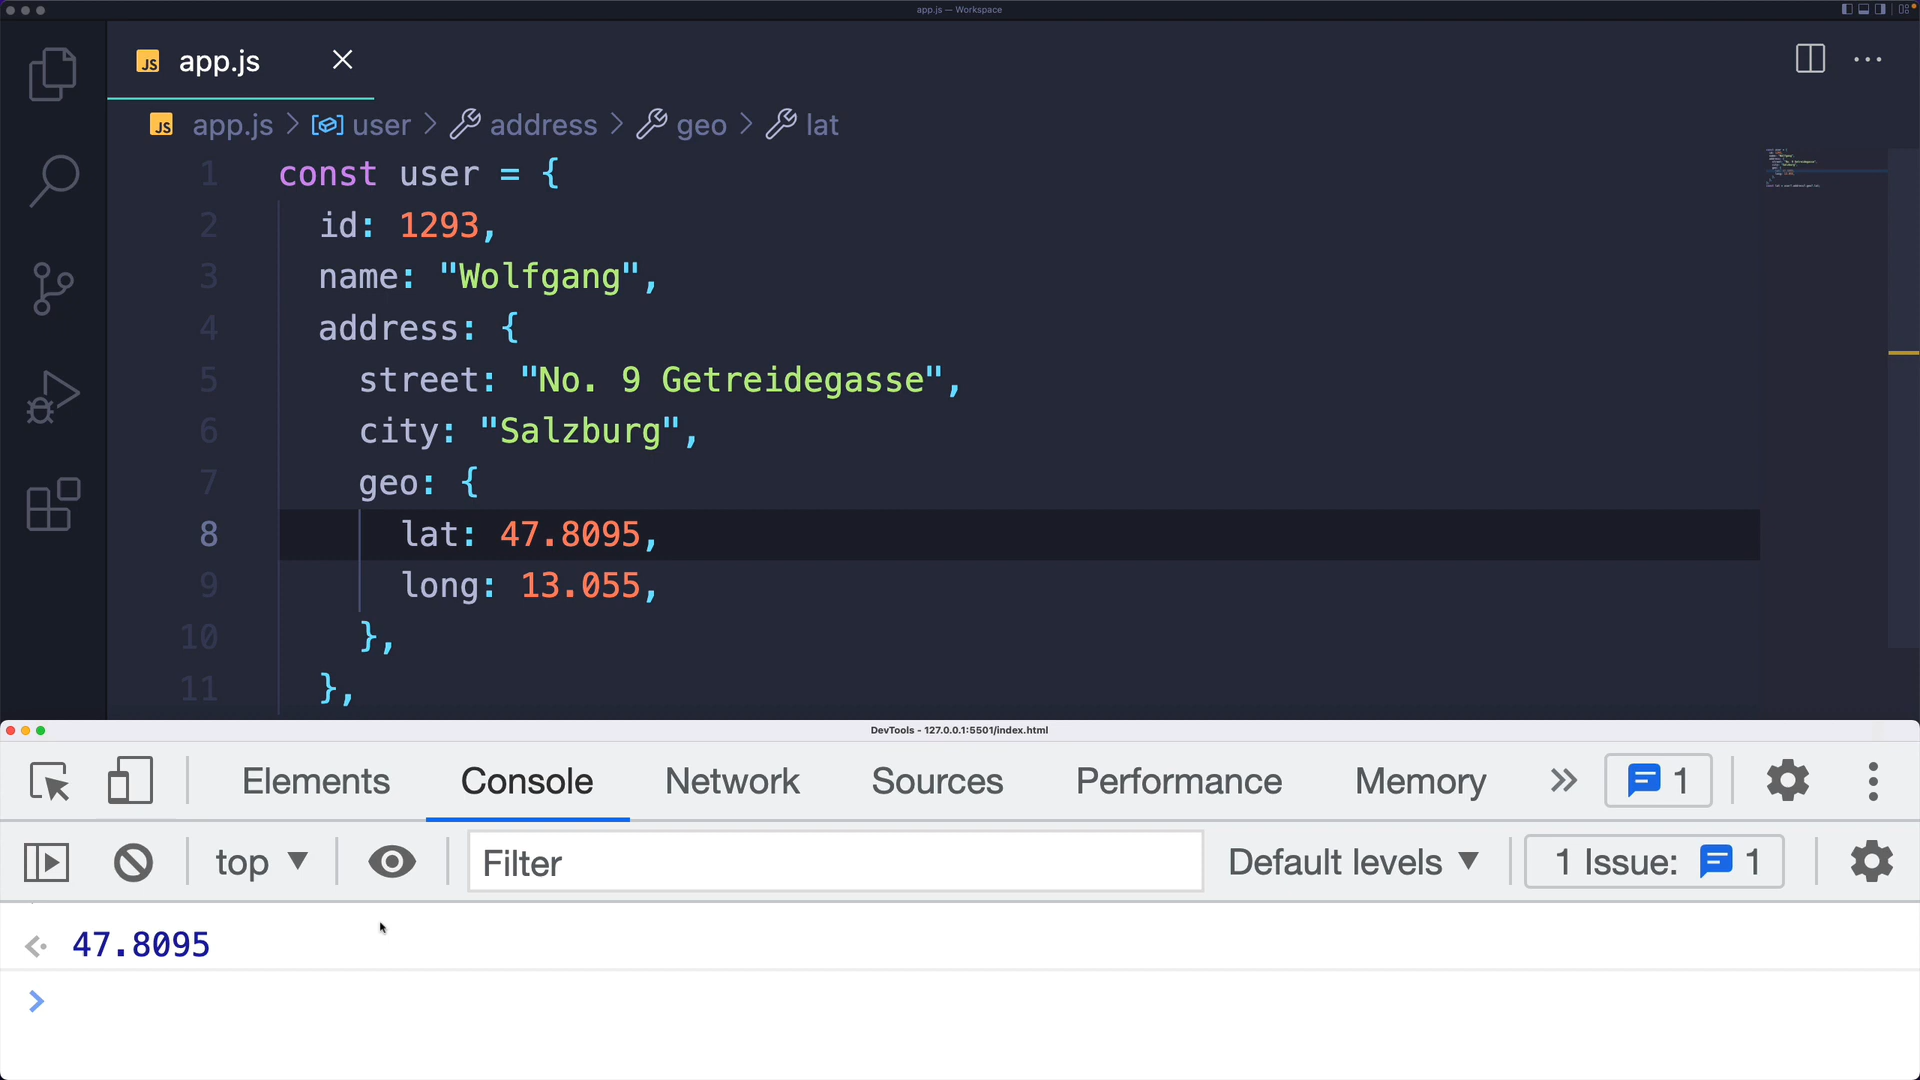 app.js — Workspace
JS app.js
JS app.js > user > address > geo > lat
1 const user = {
2 id: 1293,
3 name: "Wolfgang",
4 address: {
5 street: "No. 9 Getreidegasse",
6 city: "Salzburg",
7 geo: {
8 lat: 47.8095,
9 long: 13.055,
10 },
11 },
DevTools - 127.0.0.1:5501/index.html
Elements Console Network Sources Performance Memory 1
top Filter Default levels 1 Issue: 1
47.8095